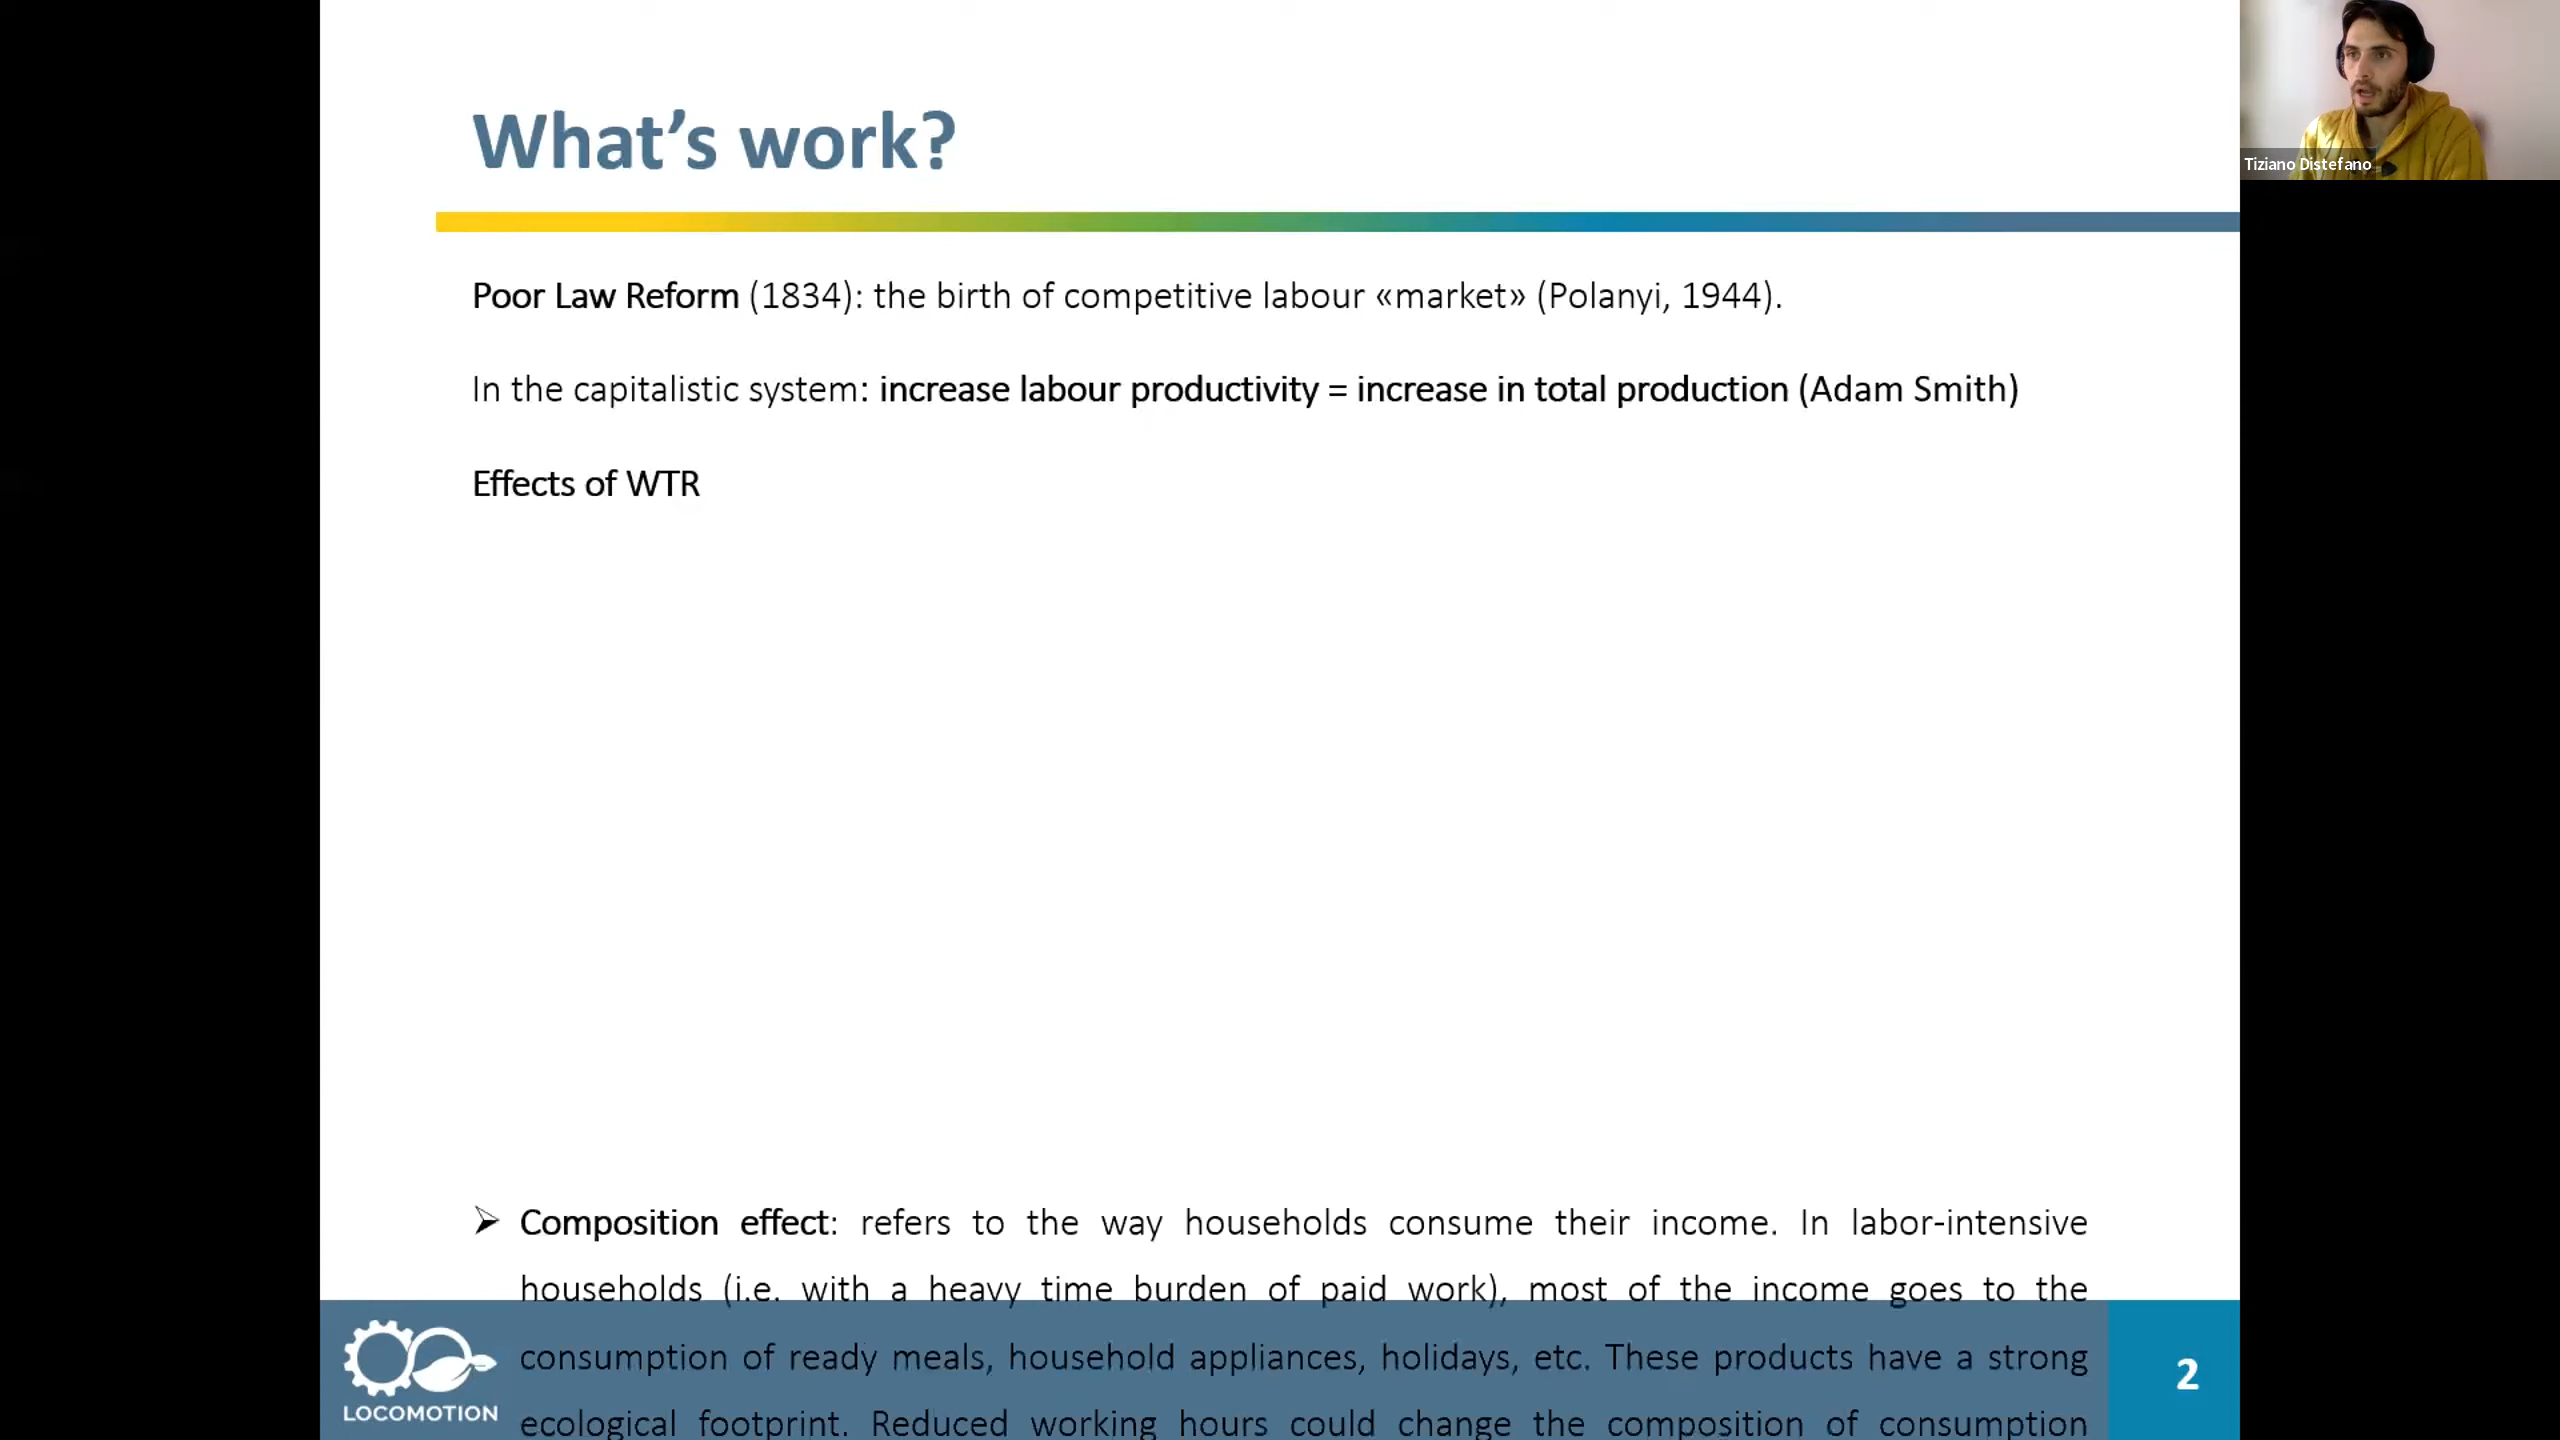 What’s work?
Tiziano Distefano
Poor Law Reform (1834): the birth of competitive labour «market» (Polanyi, 1944).
In the capitalistic system: increase labour productivity = increase in total production (Adam Smith)
Effects of WTR
➢ Composition effect: refers to the way households consume their income. In labor-intensive
households (i.e. with a heavy time burden of paid work), most of the income goes to the
consumption of ready meals, household appliances, holidays, etc. These products have a strong
ecological footprint. Reduced working hours could change the composition of consumption
LOCOMOTION
2